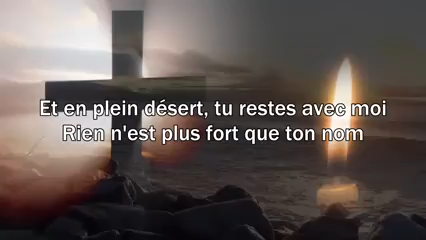 Et en plein désert, tu restes avec moi
Rien n'est plus fort que ton nom